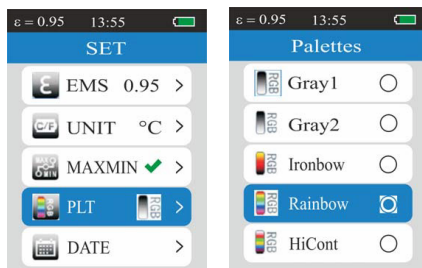 ε = 0.95 13:55
SET
ε EMS 0.95 >
C/F UNIT °C >
MAX MIN MAXMIN ✔ >
PLT RGB >
DATE >
ε = 0.95 13:55
Palettes
RGB Gray1
RGB Gray2
RGB Ironbow
RGB Rainbow
RGB HiCont